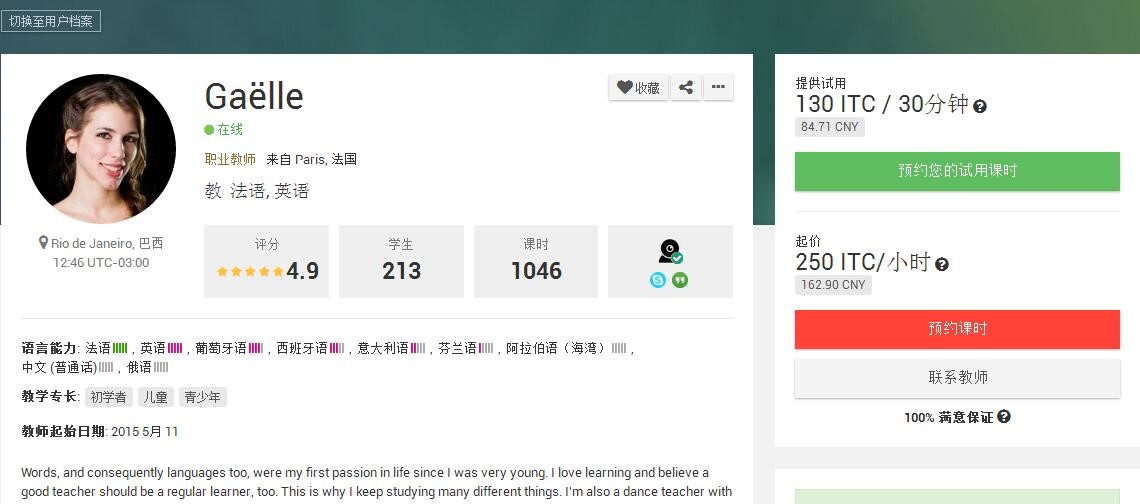 切换至用户档案
Gaëlle
收藏
在线
职业教师 来自 Paris, 法国
教 法语, 英语
Rio de Janeiro, 巴西
12:46 UTC-03:00
评分
4.9
学生
213
课时
1046
语言能力: 法语, 英语, 葡萄牙语, 西班牙语, 意大利语, 芬兰语, 阿拉伯语（海湾）,
中文 (普通话), 俄语
教学专长: 初学者 儿童 青少年
教师起始日期: 2015 5月 11
Words, and consequently languages too, were my first passion in life since I was very young. I love learning and believe a
good teacher should be a regular learner, too. This is why I keep studying many different things. I'm also a dance teacher with
提供试用
130 ITC / 30分钟
84.71 CNY
预约您的试用课时
起价
250 ITC/小时
162.90 CNY
预约课时
联系教师
100% 满意保证